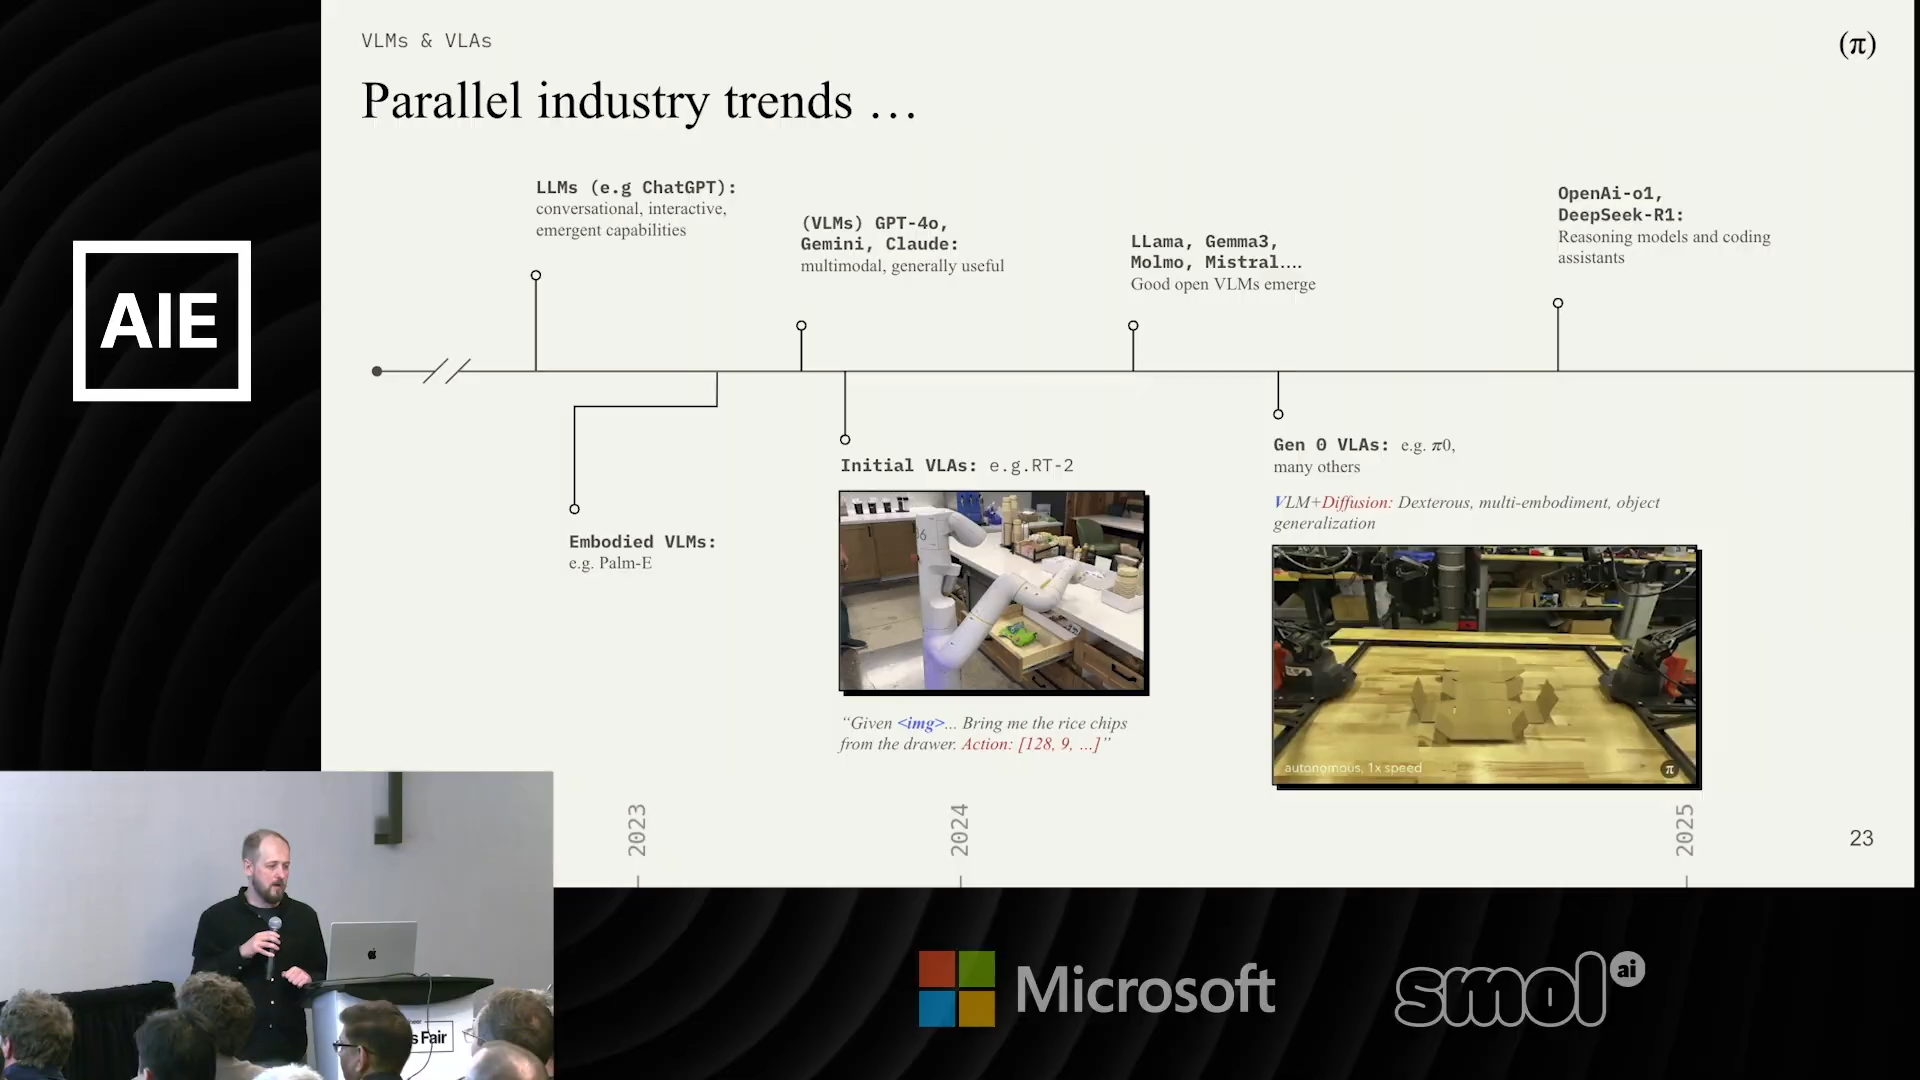 VLMs & VLAs
(π)
Parallel industry trends ...
LLMs (e.g ChatGPT):
conversational, interactive,
emergent capabilities
(VLMs) GPT-4o,
Gemini, Claude:
multimodal, generally useful
LLama, Gemma3,
Molmo, Mistral....
Good open VLMs emerge
OpenAi-o1,
DeepSeek-R1:
Reasoning models and coding
assistants
AIE
Embodied VLMs:
e.g. Palm-E
Initial VLAs: e.g.RT-2
“Given <img>... Bring me the rice chips
from the drawer. Action: [128, 9, ...]”
Gen 0 VLAs: e.g. π0,
many others
VLM+Diffusion: Dexterous, multi-embodiment, object
generalization
autonomous, 1x speed
π
2023
2024
2025
23
s Fair
Microsoft
smol ai